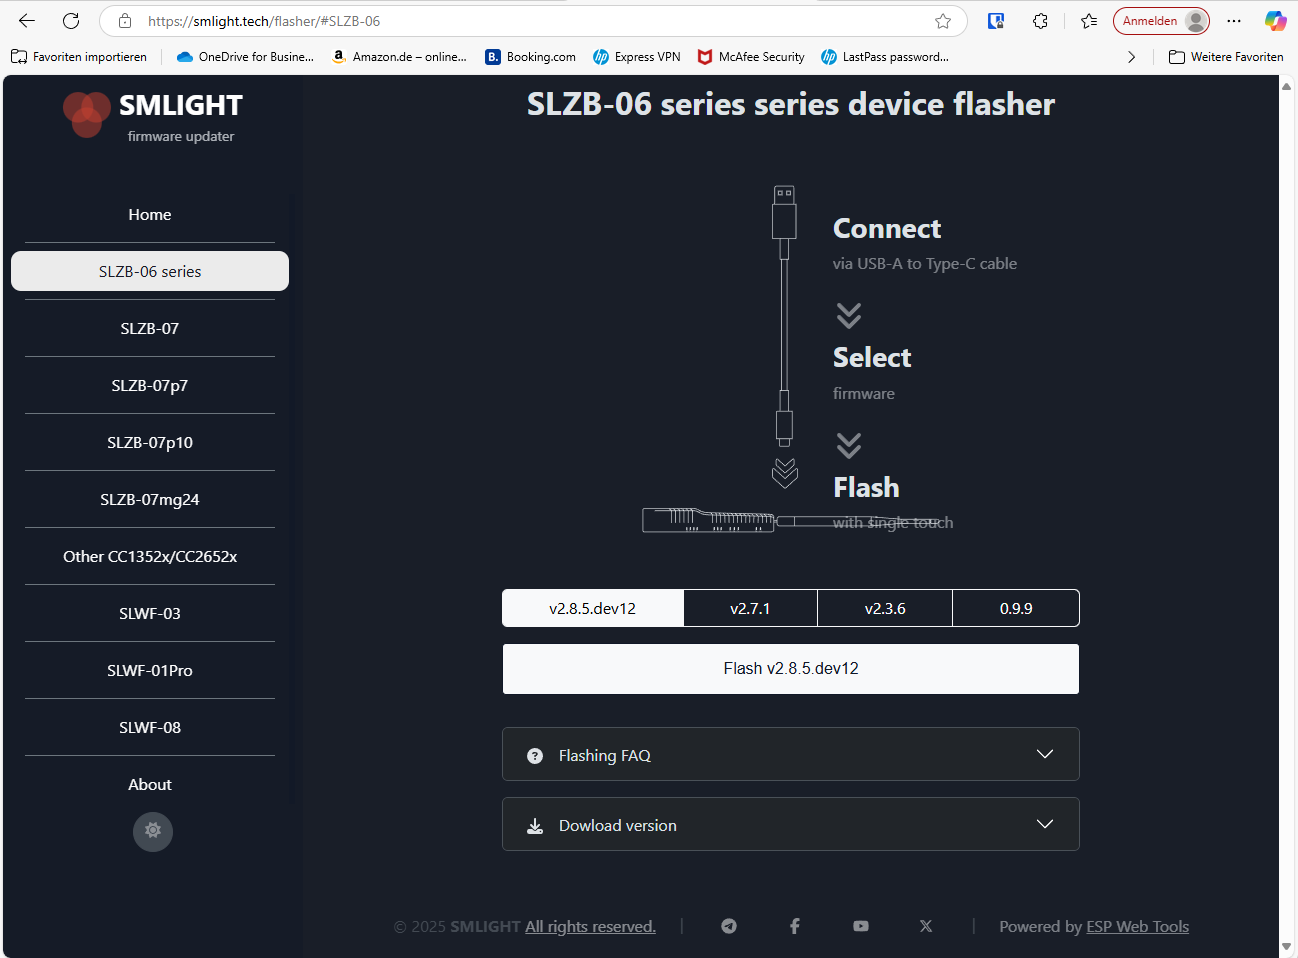 https://smlight.tech/flasher/#SLZB-06
Anmelden
Favoriten importieren
OneDrive for Busine...
Amazon.de – online...
Booking.com
Express VPN
McAfee Security
LastPass password...
Weitere Favoriten
SMLIGHT
firmware updater
Home
SLZB-06 series
SLZB-07
SLZB-07p7
SLZB-07p10
SLZB-07mg24
Other CC1352x/CC2652x
SLWF-03
SLWF-01Pro
SLWF-08
About
SLZB-06 series series device flasher
Connect
via USB-A to Type-C cable
Select
firmware
Flash
with single touch
v2.8.5.dev12
v2.7.1
v2.3.6
0.9.9
Flash v2.8.5.dev12
Flashing FAQ
Dowload version
© 2025 SMLIGHT All rights reserved.
Powered by ESP Web Tools